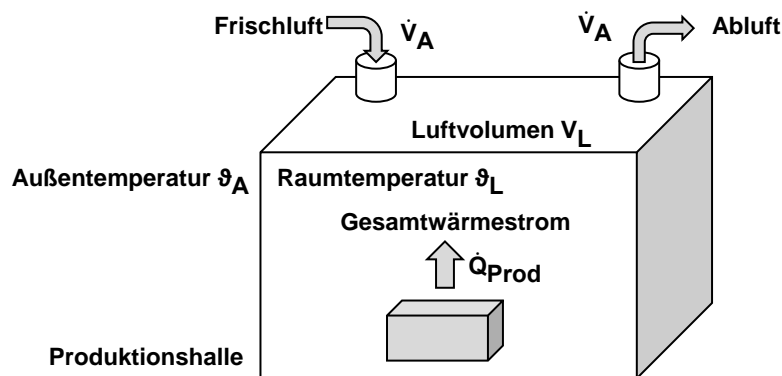 Frischluft V̇A V̇A Abluft
Luftvolumen VL
Außentemperatur ϑA Raumtemperatur ϑL
Gesamtwärmestrom
Q̇Prod
Produktionshalle